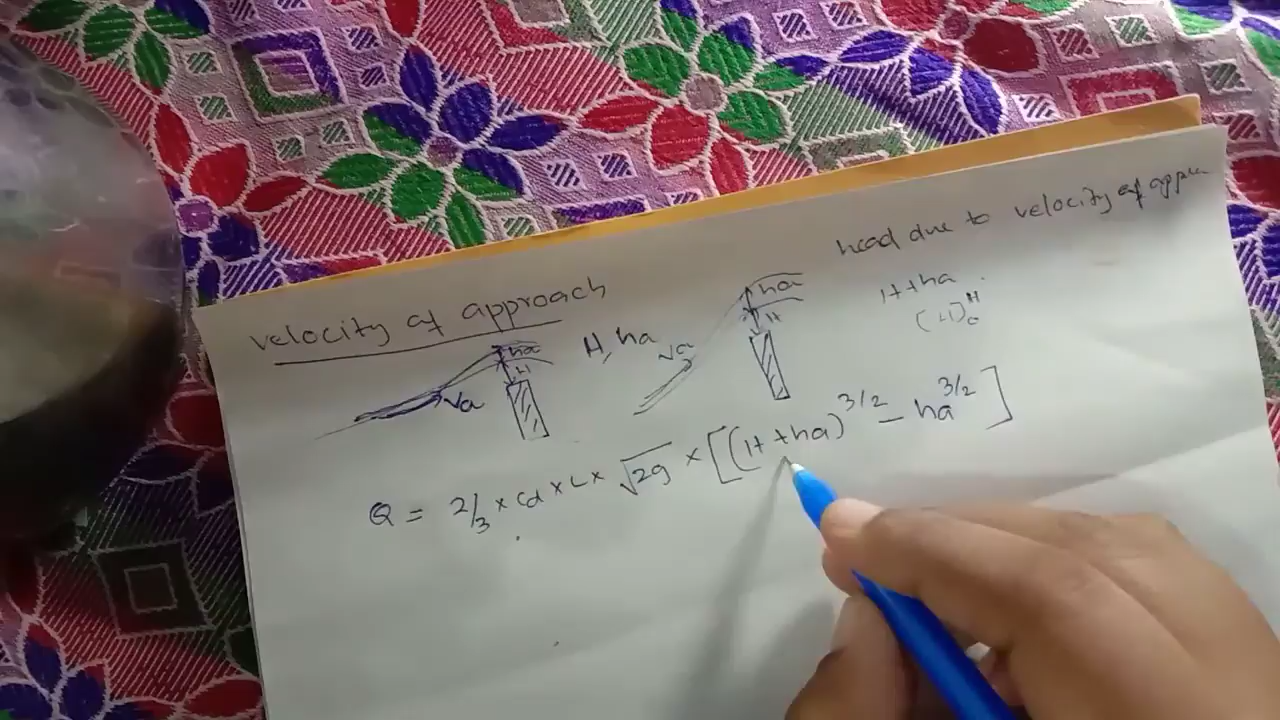 head due to velocity of appr
velocity of approach
ha
H
Va
H, ha
ha
H
Va
H+ha
Q = 2/3 × Cd × L × √2g × [(H+ha)^3/2 – ha^3/2]